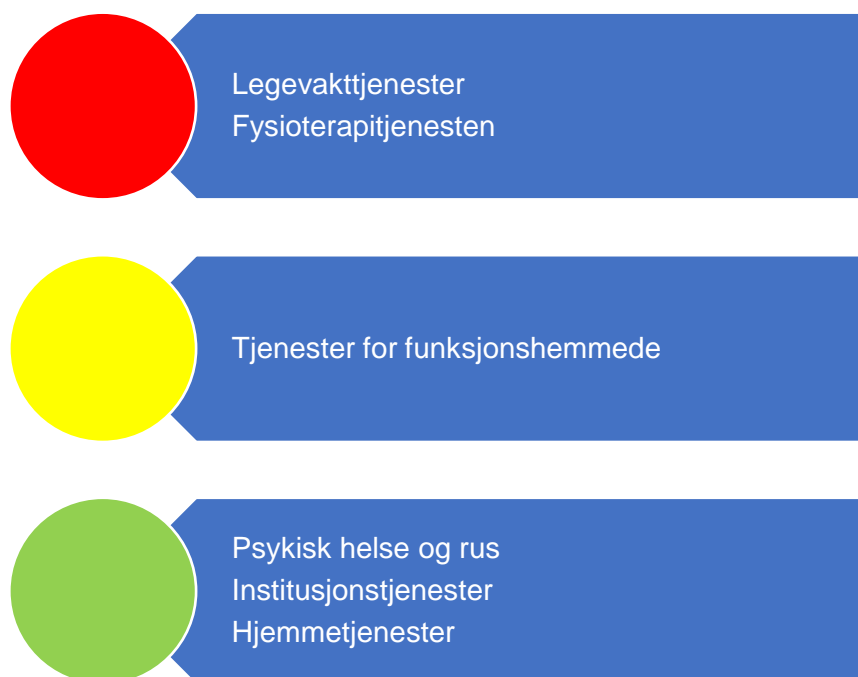 Legevakttjenester
Fysioterapitjenesten
Tjenester for funksjonshemmede
Psykisk helse og rus
Institusjonstjenester
Hjemmetjenester